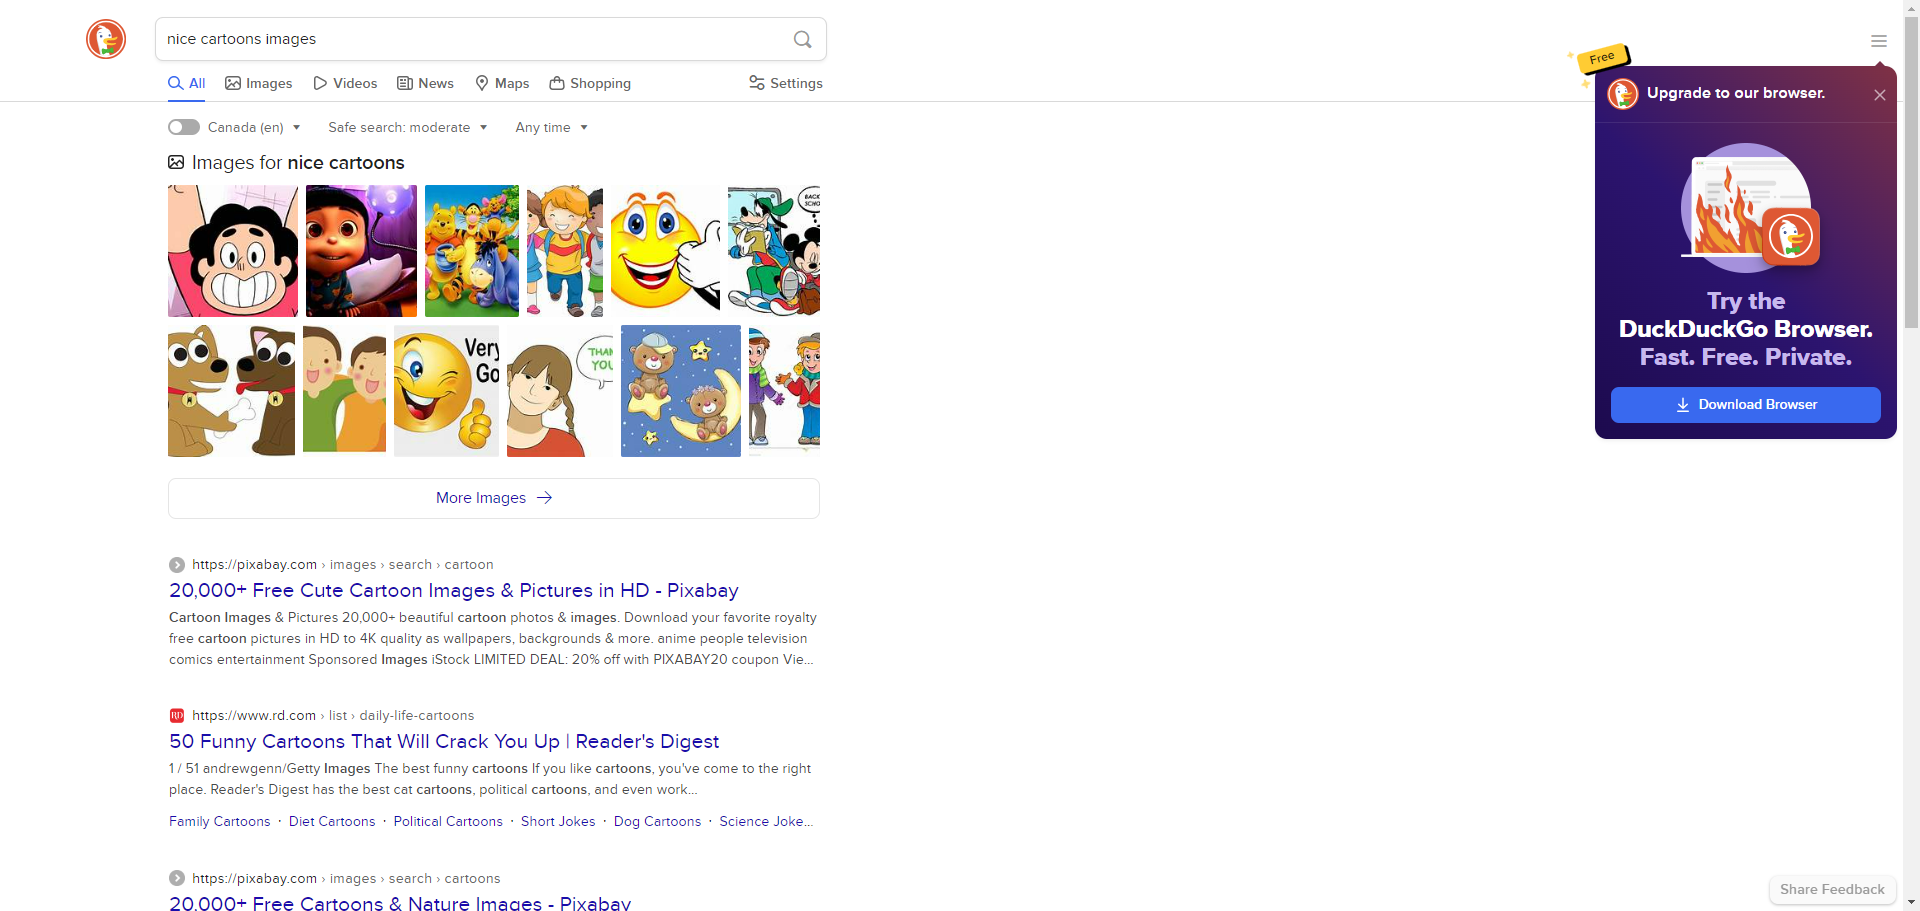 nice cartoons images
All Images Videos News Maps Shopping Settings
Canada (en) Safe search: moderate Any time
Images for nice cartoons
BACK
SCHO
Very
Go
THAN
YOU
More Images
https://pixabay.com › images › search › cartoon
20,000+ Free Cute Cartoon Images & Pictures in HD - Pixabay
Cartoon Images & Pictures 20,000+ beautiful cartoon photos & images. Download your favorite royalty
free cartoon pictures in HD to 4K quality as wallpapers, backgrounds & more. anime people television
comics entertainment Sponsored Images iStock LIMITED DEAL: 20% off with PIXABAY20 coupon Vie...
https://www.rd.com › list › daily-life-cartoons
50 Funny Cartoons That Will Crack You Up | Reader's Digest
1 / 51 andrewgenn/Getty Images The best funny cartoons If you like cartoons, you've come to the right
place. Reader's Digest has the best cat cartoons, political cartoons, and even work...
Family Cartoons · Diet Cartoons · Political Cartoons · Short Jokes · Dog Cartoons · Science Joke...
https://pixabay.com › images › search › cartoons
20,000+ Free Cartoons & Nature Images - Pixabay
Free
Upgrade to our browser.
Try the
DuckDuckGo Browser.
Fast. Free. Private.
Download Browser
Share Feedback